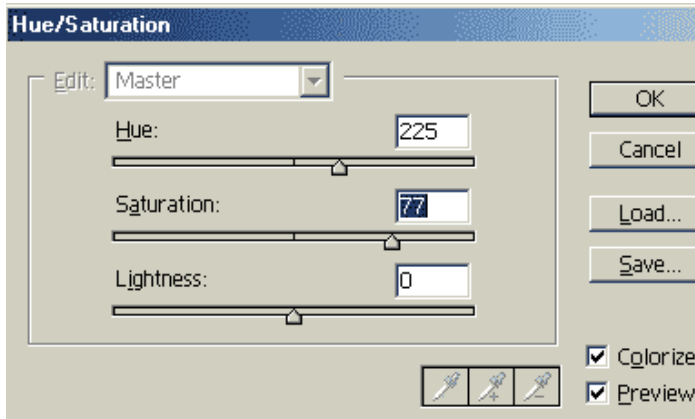 Hue/Saturation
Edit: Master
Hue: 225
Saturation: 77
Lightness: 0
OK
Cancel
Load...
Save...
Colorize
Preview